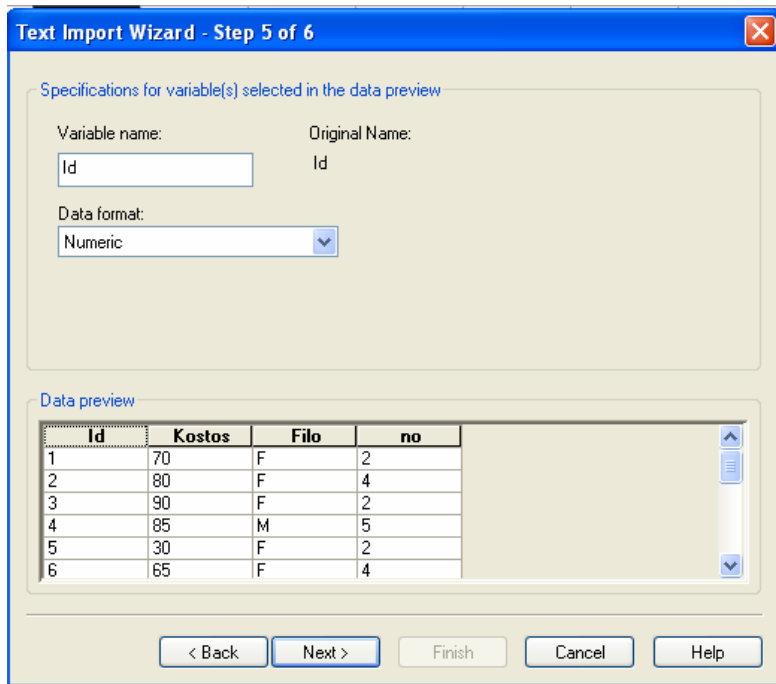 Text Import Wizard - Step 5 of 6
Specifications for variable(s) selected in the data preview
Variable name: Original Name:
Id Id
Data format:
Numeric
Data preview
Id Kostos Filo no
1 70 F 2
2 80 F 4
3 90 F 2
4 85 M 5
5 30 F 2
6 65 F 4
< Back Next > Finish Cancel Help